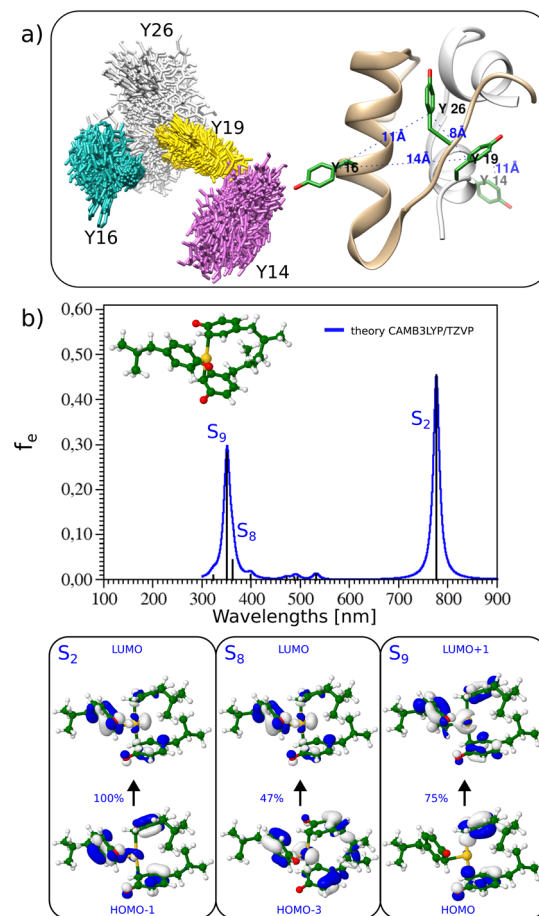 a)
Y26
Y19
Y16
Y14
Y 26
11Å
8Å
14Å
Y 16
Y 19
11Å
Y 14
b)
0,60
theory CAMB3LYP/TZVP
0,50
0,40
S2
S9
0,30
fe
0,20
S8
0,10
0,00
100 200 300 400 500 600 700 800 900
Wavelengths [nm]
S2
LUMO
100%
HOMO-1
S8
LUMO
47%
HOMO-3
S9
LUMO+1
75%
HOMO